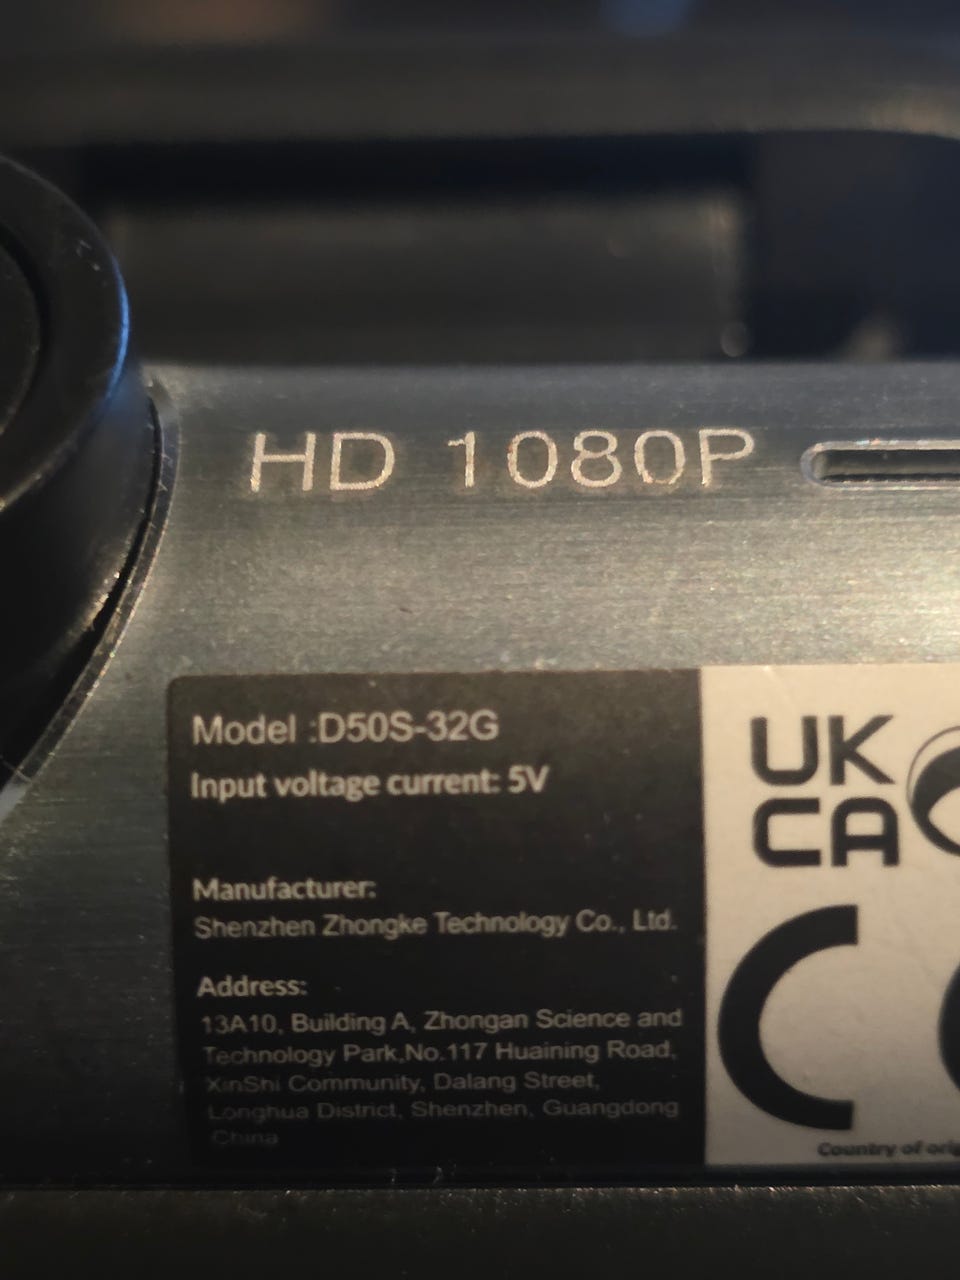 HD 1080P
Model :D50S-32G
Input voltage current: 5V
Manufacturer:
Shenzhen Zhongke Technology Co., Ltd.
Address:
13A10, Building A, Zhongan Science and
Technology Park,No.117 Huaining Road,
XinShi Community, Dalang Street,
Longhua District, Shenzhen, Guangdong
China
UK
CA
C
Country of